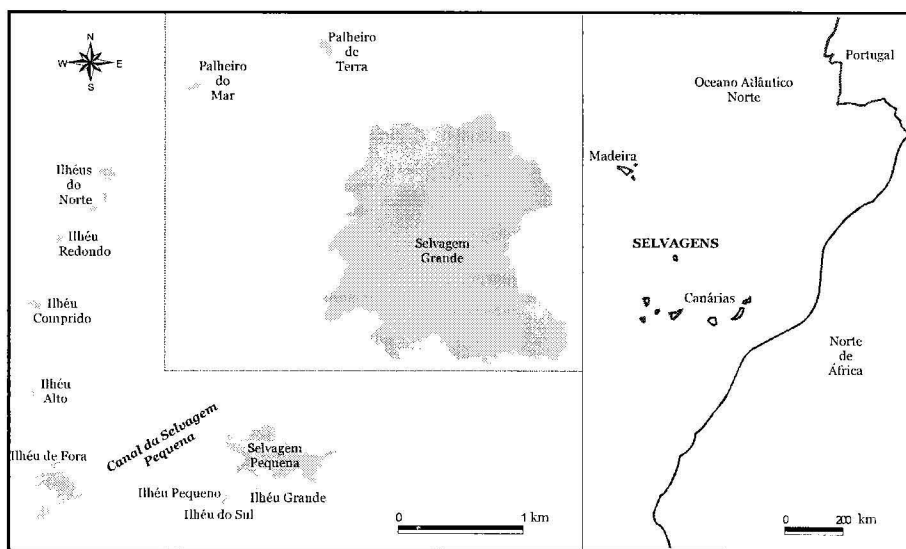 N
W E
S
Palheiro
do
Mar
Palheiro
de
Terra
Ilhéus
do
Norte
Ilhéu
Redondo
Ilhéu
Comprido
Ilhéu
Alto
Ilhéu de Fora
Canal da Selvagem
Pequena
Selvagem
Grande
Selvagem
Pequena
Ilhéu Pequeno
Ilhéu Grande
Ilhéu do Sul
0 1 km
Portugal
Oceano Atlântico
Norte
Madeira
SELVAGENS
Canárias
Norte
de
África
0 200 km